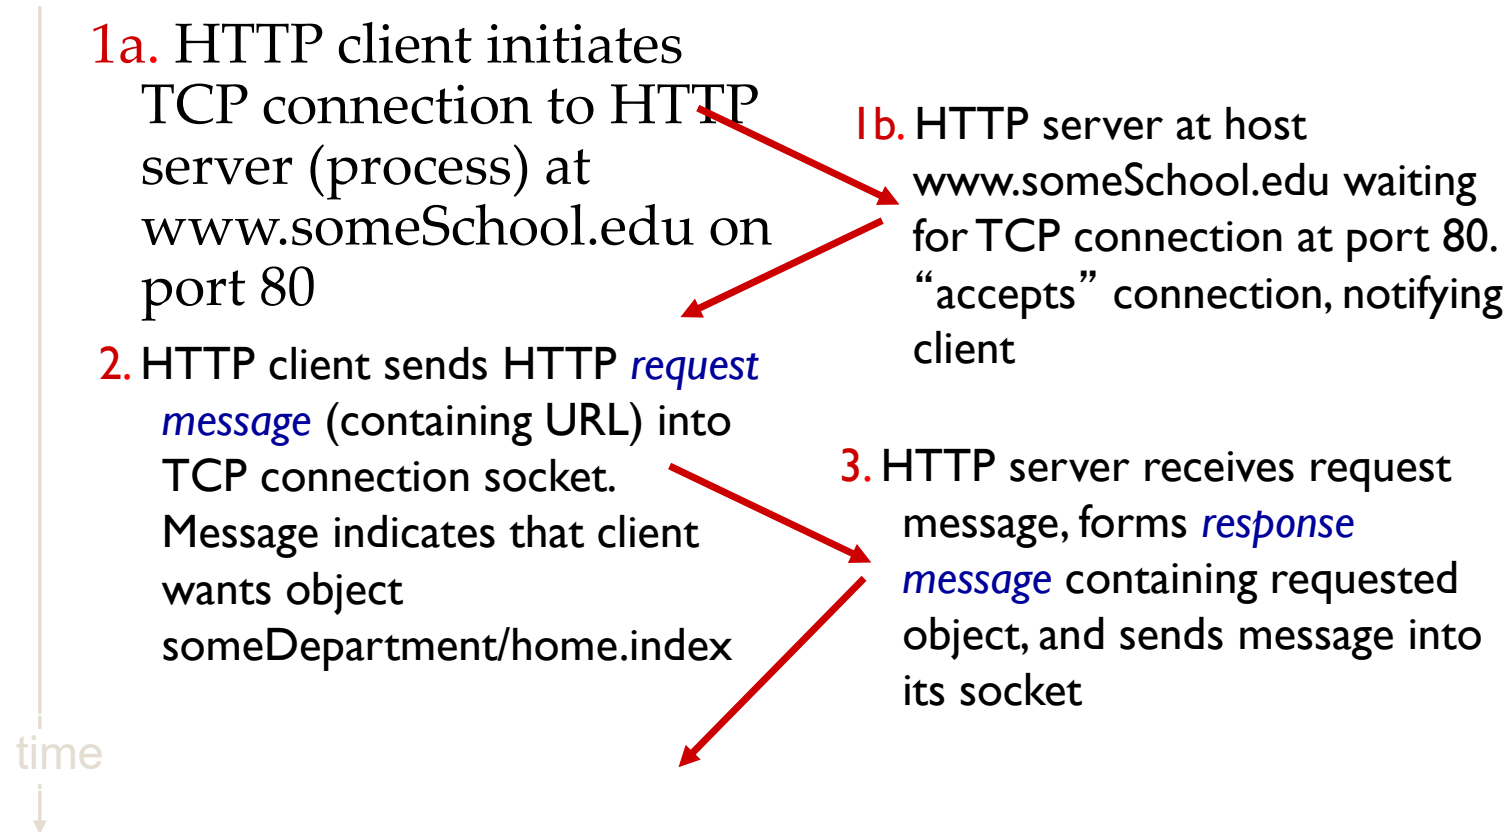 1a. HTTP client initiates
TCP connection to HTTP
server (process) at
www.someSchool.edu on
port 80
1b. HTTP server at host
www.someSchool.edu waiting
for TCP connection at port 80.
“accepts” connection, notifying
client
2. HTTP client sends HTTP request
message (containing URL) into
TCP connection socket.
Message indicates that client
wants object
someDepartment/home.index
3. HTTP server receives request
message, forms response
message containing requested
object, and sends message into
its socket
time